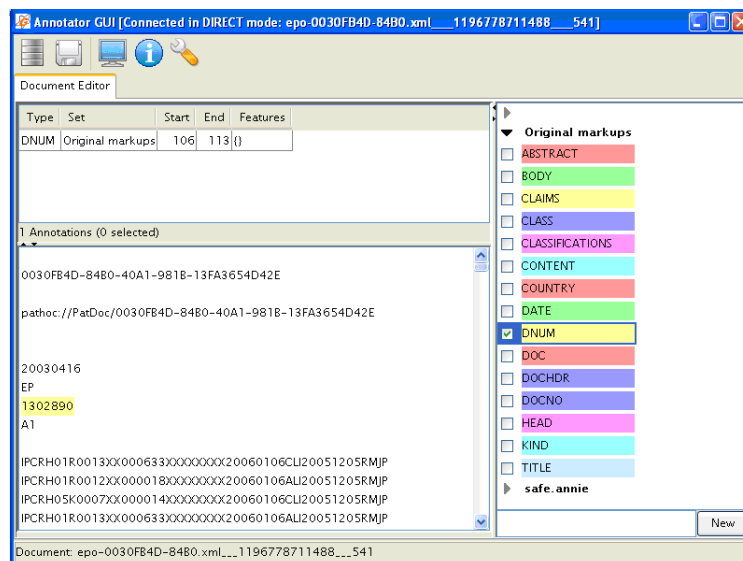 Annotator GUI [Connected in DIRECT mode: epo-0030FB4D-84B0.xml___1196778711488___541]
Document Editor
Type Set Start End Features
DNUM Original markups 106 113 {}
1 Annotations (0 selected)
0030FB4D-84B0-40A1-981B-13FA3654D42E
pathoc://PatDoc/0030FB4D-84B0-40A1-981B-13FA3654D42E
20030416
EP
1302890
A1
IPCRH01R0013XX000633XXXXXXXX20060106CLI20051205RMJP
IPCRH01R0012XX000018XXXXXXXX20060106ALI20051205RMJP
IPCRH05K0007XX000014XXXXXXXX20060106CLI20051205RMJP
IPCRH01R0013XX000633XXXXXXXX20060106ALI20051205RMJP
Original markups
ABSTRACT
BODY
CLAIMS
CLASS
CLASSIFICATIONS
CONTENT
COUNTRY
DATE
DNUM
DOC
DOCHDR
DOCNO
HEAD
KIND
TITLE
safe.annie
New
Document: epo-0030FB4D-84B0.xml___1196778711488___541